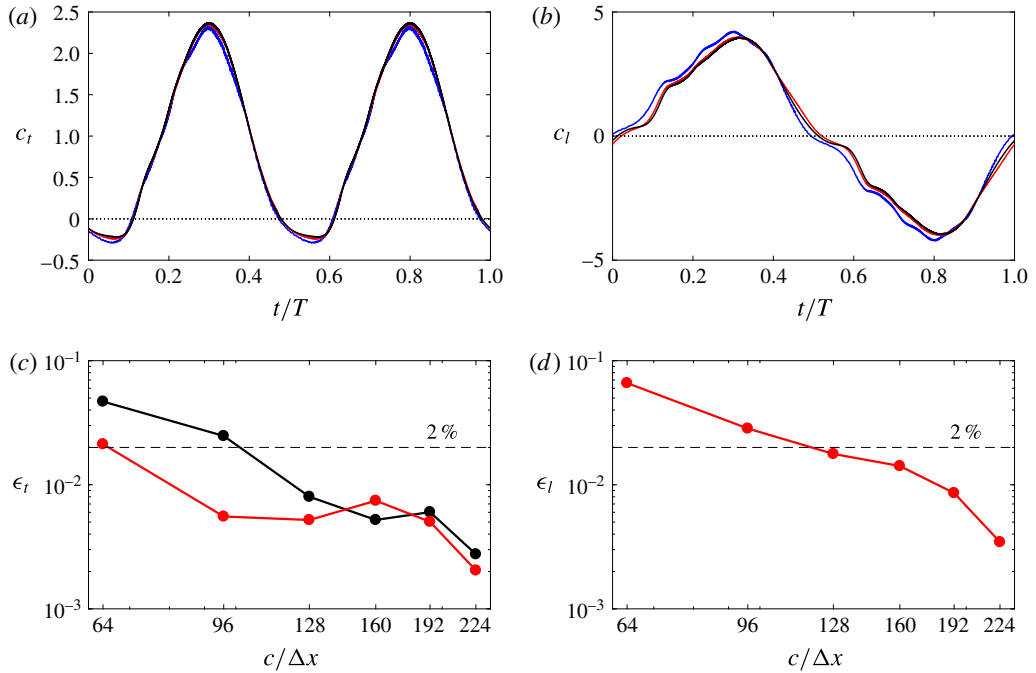 (a)
2.5
2.0
1.5
1.0
0.5
0
−0.5
c_t
0 0.2 0.4 0.6 0.8 1.0
t/T
(b)
5
0
−5
c_l
0 0.2 0.4 0.6 0.8 1.0
t/T
(c)
10^{-1}
10^{-2}
10^{-3}
ϵ_t
2 %
64 96 128 160 192 224
c/Δx
(d)
10^{-1}
10^{-2}
10^{-3}
ϵ_l
2 %
64 96 128 160 192 224
c/Δx